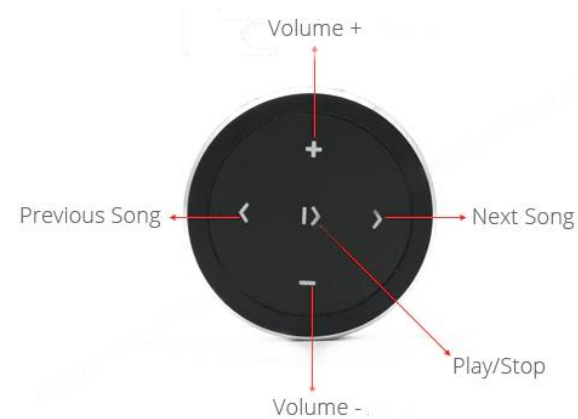 Volume +
Previous Song
Next Song
Play/Stop
Volume -